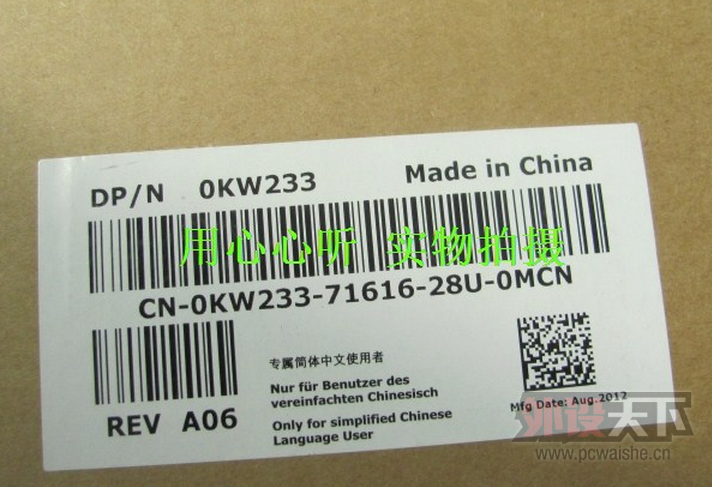 DP/N 0KW233 Made in China
用心心听 实物拍摄
CN-0KW233-71616-28U-0MCN
REV A06
专属简体中文使用者
Nur für Benutzer des
vereinfachten Chinesisch
Only for simplified Chinese
Language User
Mfg Date: Aug.2012
外设天下
www.pcwaishe.cn